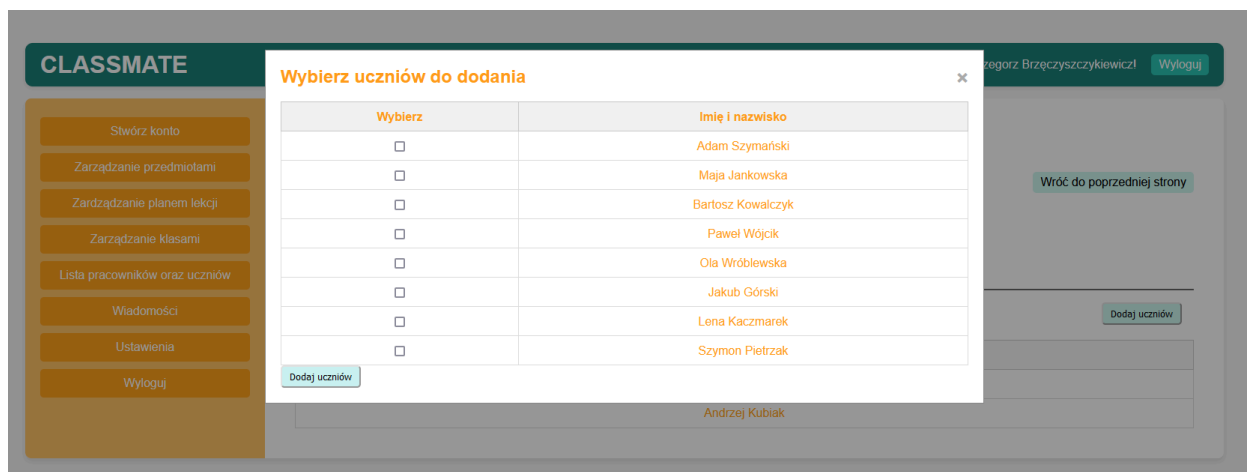 CLASSMATE
Wybierz uczniów do dodania
×
Brzęczyszczykiewicz!
Wyloguj
Stwórz konto
Zarządzanie przedmiotami
Zardządzanie planem lekcji
Zarządzanie klasami
Lista pracowników oraz uczniów
Wiadomości
Ustawienia
Wyloguj
Wybierz Imię i nazwisko
Adam Szymański
Maja Jankowska
Bartosz Kowalczyk
Paweł Wójcik
Ola Wróblewska
Jakub Górski
Lena Kaczmarek
Szymon Pietrzak
Dodaj uczniów
Wróć do poprzedniej strony
Dodaj uczniów
Andrzej Kubiak